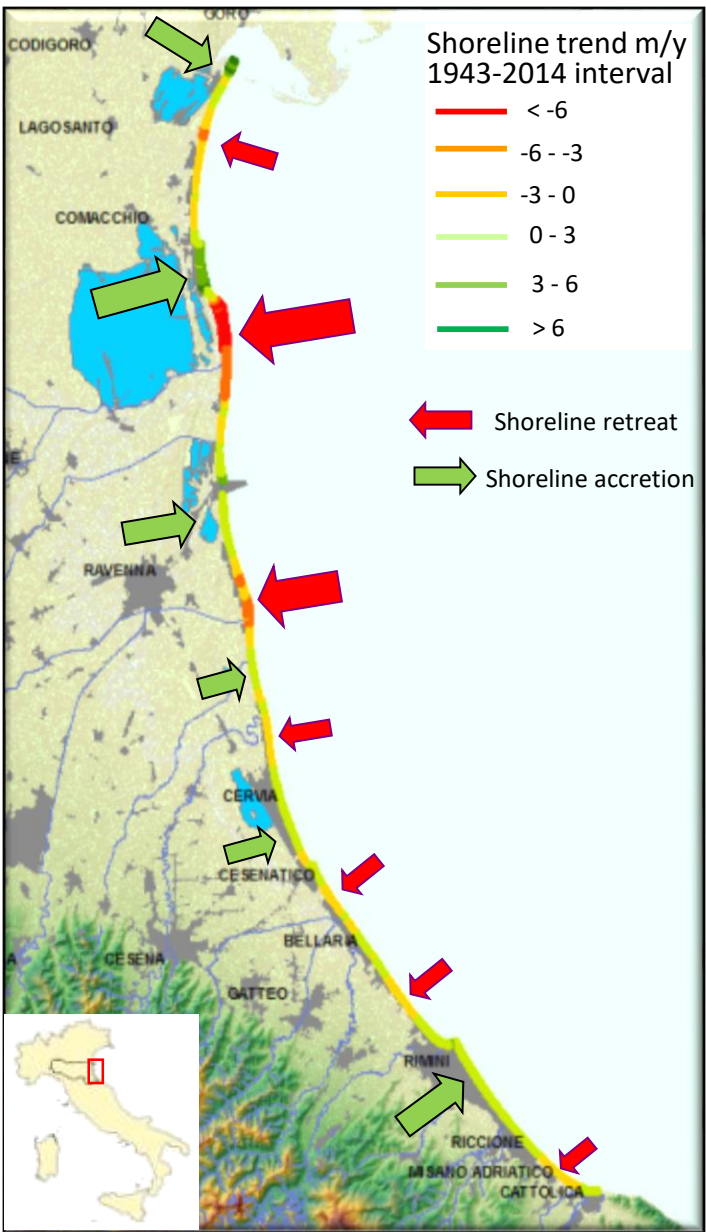 GORO
CODIGORO
Shoreline trend m/y
1943-2014 interval
< -6
-6 - -3
-3 - 0
0 - 3
3 - 6
> 6
LAGOSANTO
COMACCHIO
Shoreline retreat
Shoreline accretion
RAVENNA
CERVIA
CESENATICO
BELLARIA
CESENA
GATTEO
RIMINI
RICCIONE
MISANO ADRIATICO
CATTOLICA